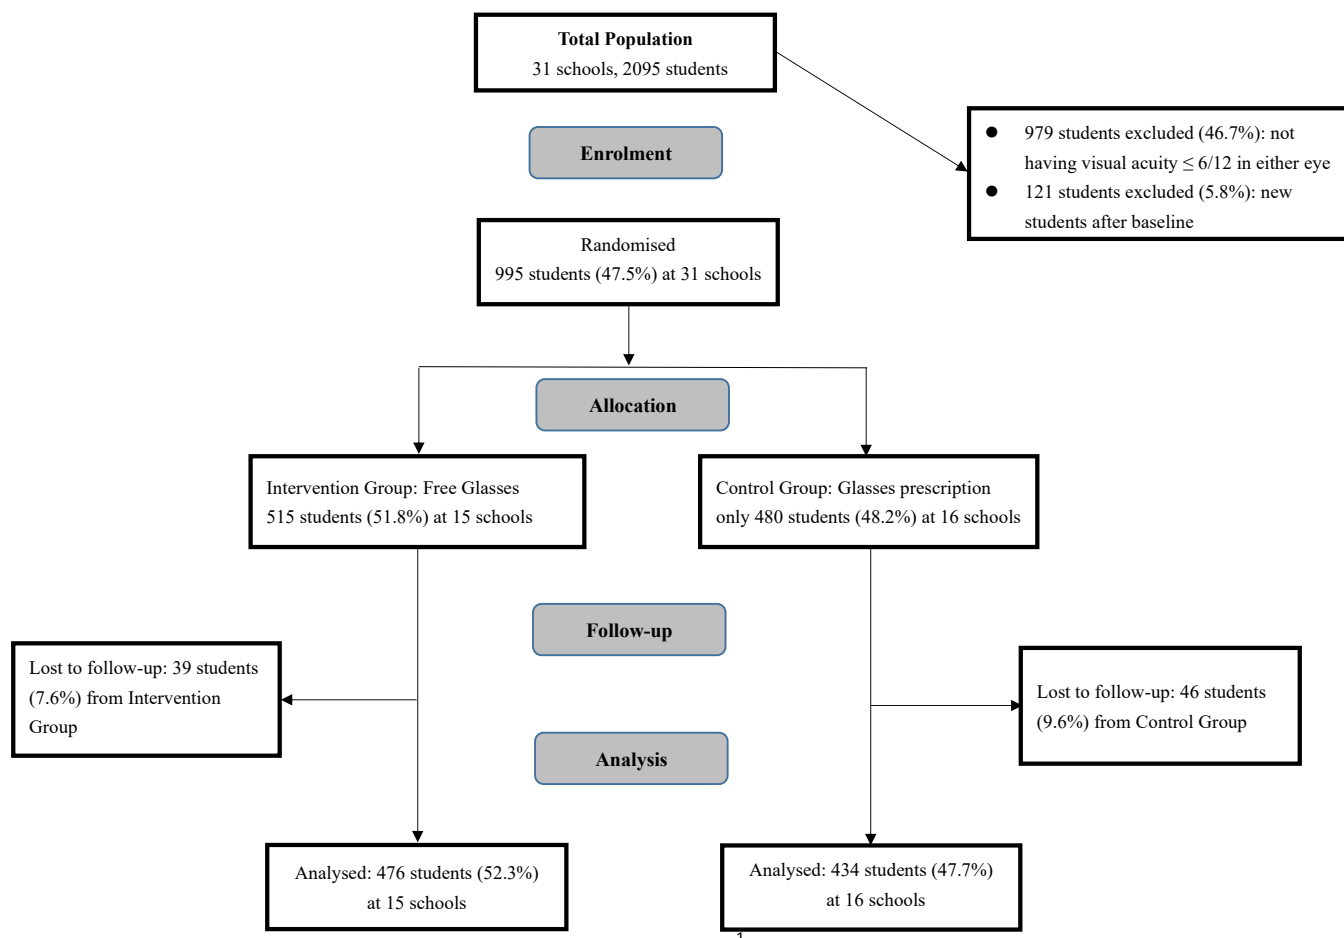 Total Population
31 schools, 2095 students
● 979 students excluded (46.7%): not
having visual acuity ≤ 6/12 in either eye
● 121 students excluded (5.8%): new
students after baseline
Enrolment
Randomised
995 students (47.5%) at 31 schools
Allocation
Intervention Group: Free Glasses
515 students (51.8%) at 15 schools
Control Group: Glasses prescription
only 480 students (48.2%) at 16 schools
Follow-up
Lost to follow-up: 39 students
(7.6%) from Intervention
Group
Lost to follow-up: 46 students
(9.6%) from Control Group
Analysis
Analysed: 476 students (52.3%)
at 15 schools
Analysed: 434 students (47.7%)
at 16 schools
1